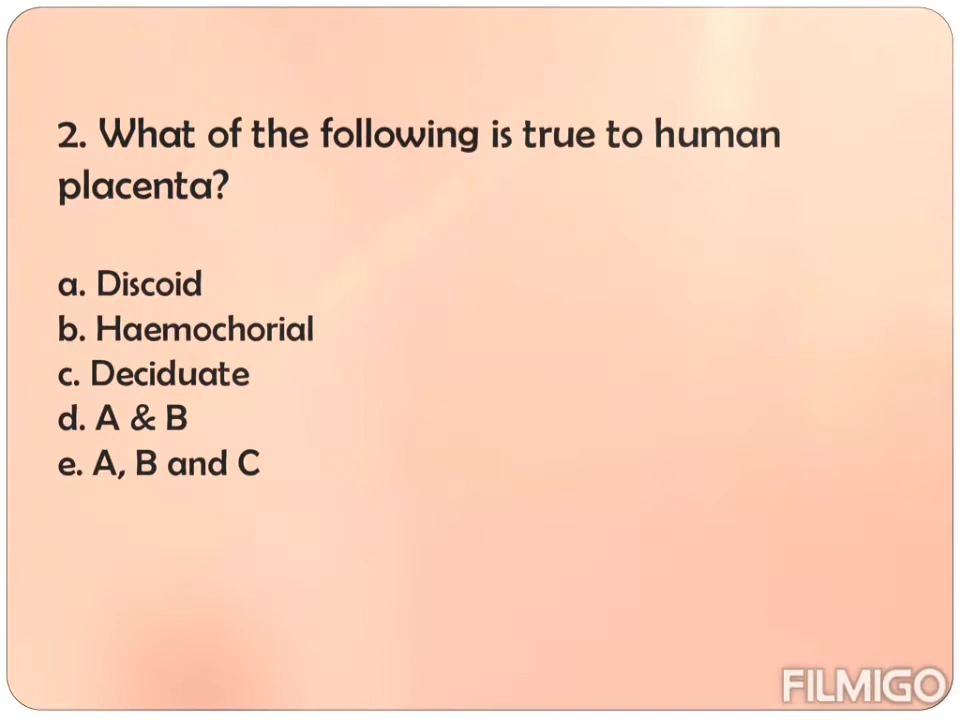 2. What of the following is true to human
placenta?
a. Discoid
b. Haemochorial
c. Deciduate
d. A & B
e. A, B and C
FILMIGO